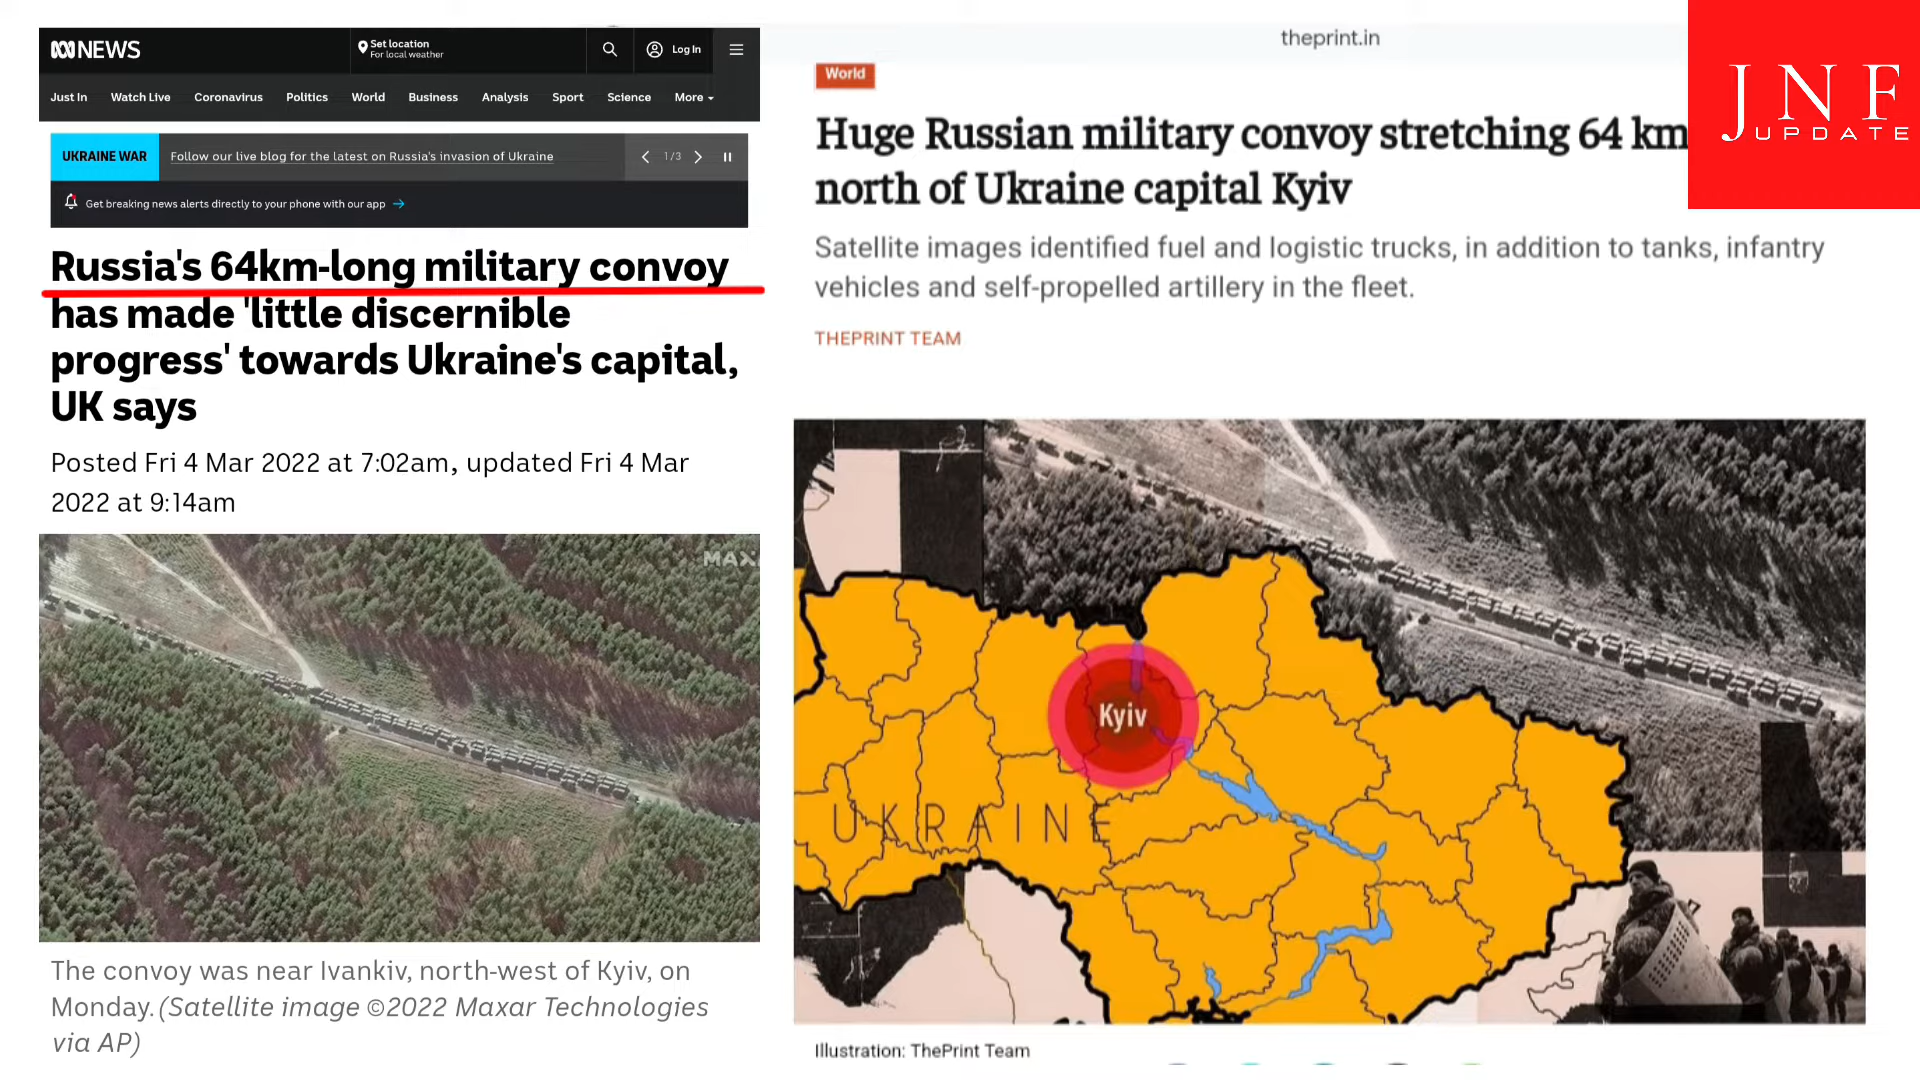 NEWS
Set location
For local weather
Log In
Just In Watch Live Coronavirus Politics World Business Analysis Sport Science More
UKRAINE WAR Follow our live blog for the latest on Russia's invasion of Ukraine 1/3
Get breaking news alerts directly to your phone with our app →
Russia's 64km-long military convoy
has made 'little discernible
progress' towards Ukraine's capital,
UK says
Posted Fri 4 Mar 2022 at 7:02am, updated Fri 4 Mar
2022 at 9:14am
MAX
The convoy was near Ivankiv, north-west of Kyiv, on
Monday. (Satellite image ©2022 Maxar Technologies
via AP)
theprint.in
World
Huge Russian military convoy stretching 64 km
north of Ukraine capital Kyiv
Satellite images identified fuel and logistic trucks, in addition to tanks, infantry
vehicles and self-propelled artillery in the fleet.
THEPRINT TEAM
Kyiv
UKRAINE
Illustration: ThePrint Team
JNF
UPDATE